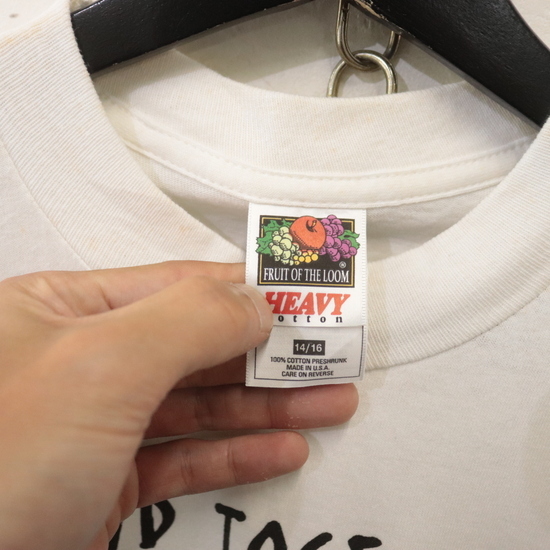 FRUIT OF THE LOOM
®
HEAVY
cotton
14/16
100% COTTON PRESHRUNK
MADE IN U.S.A.
CARE ON REVERSE